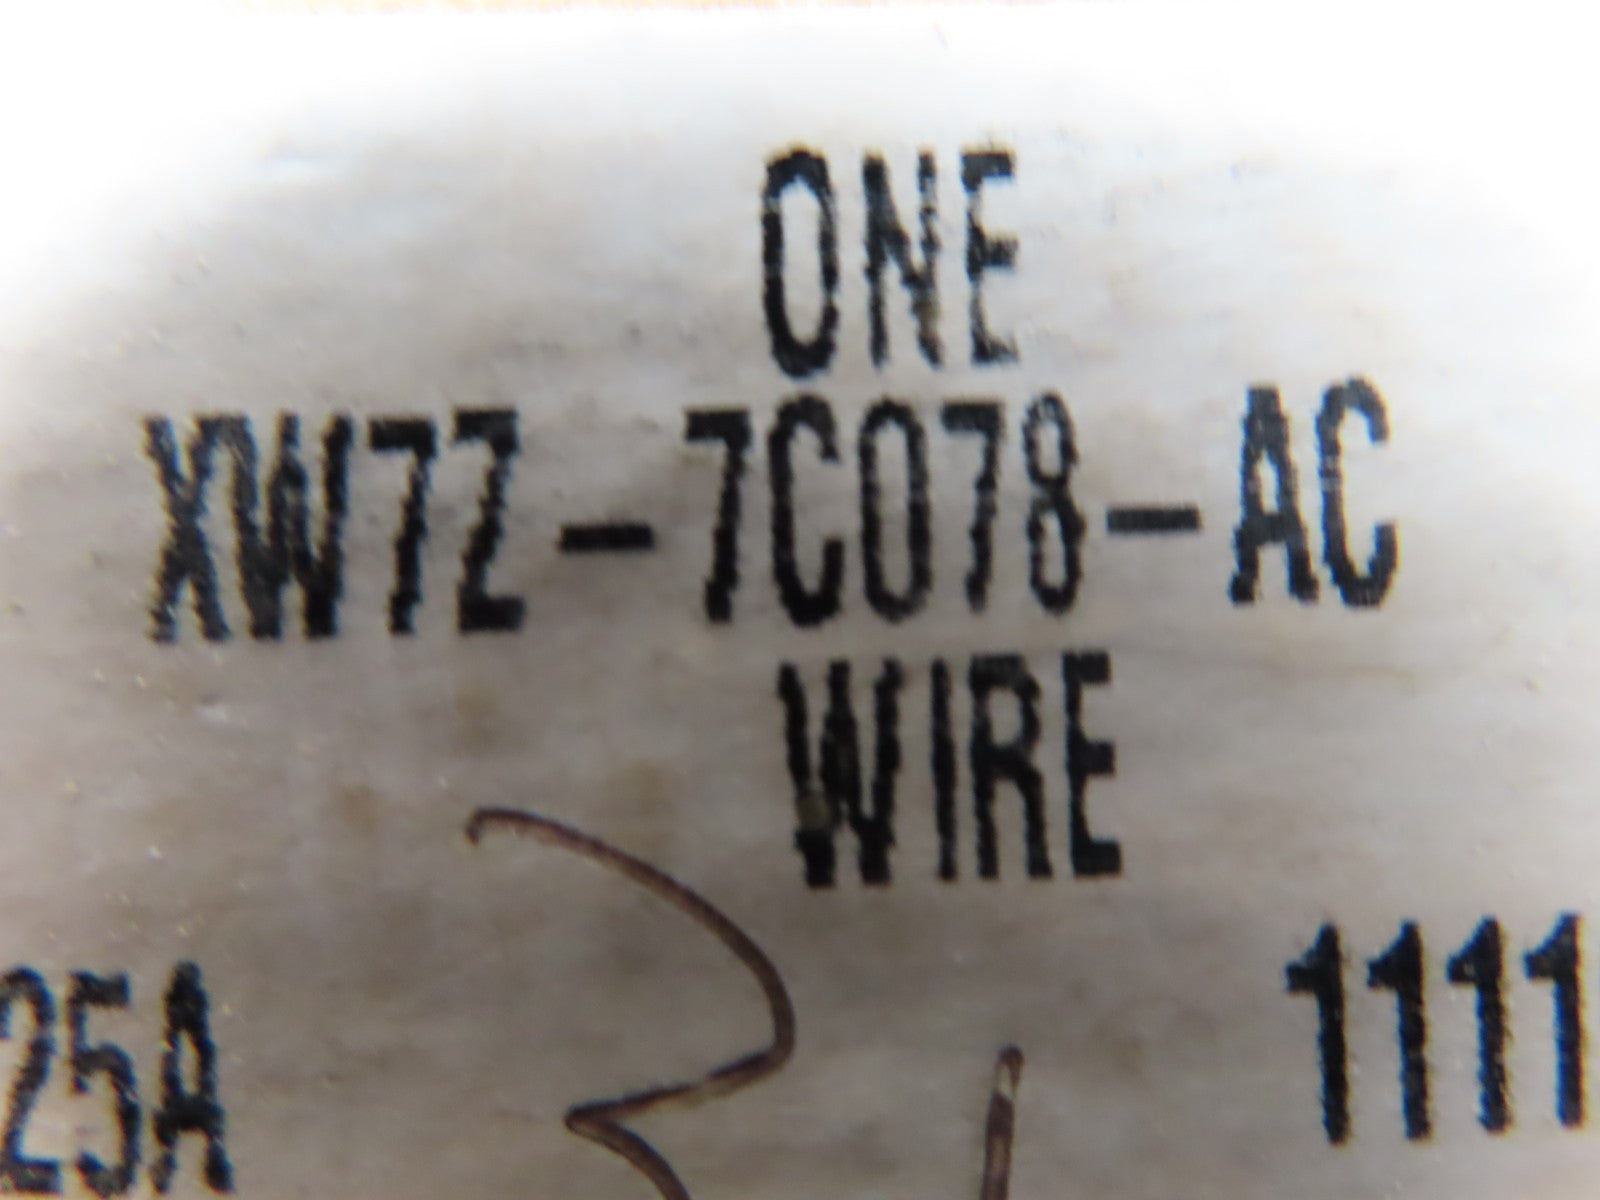 ONE
XW7Z-7C078-AC
WIRE
25A 1111